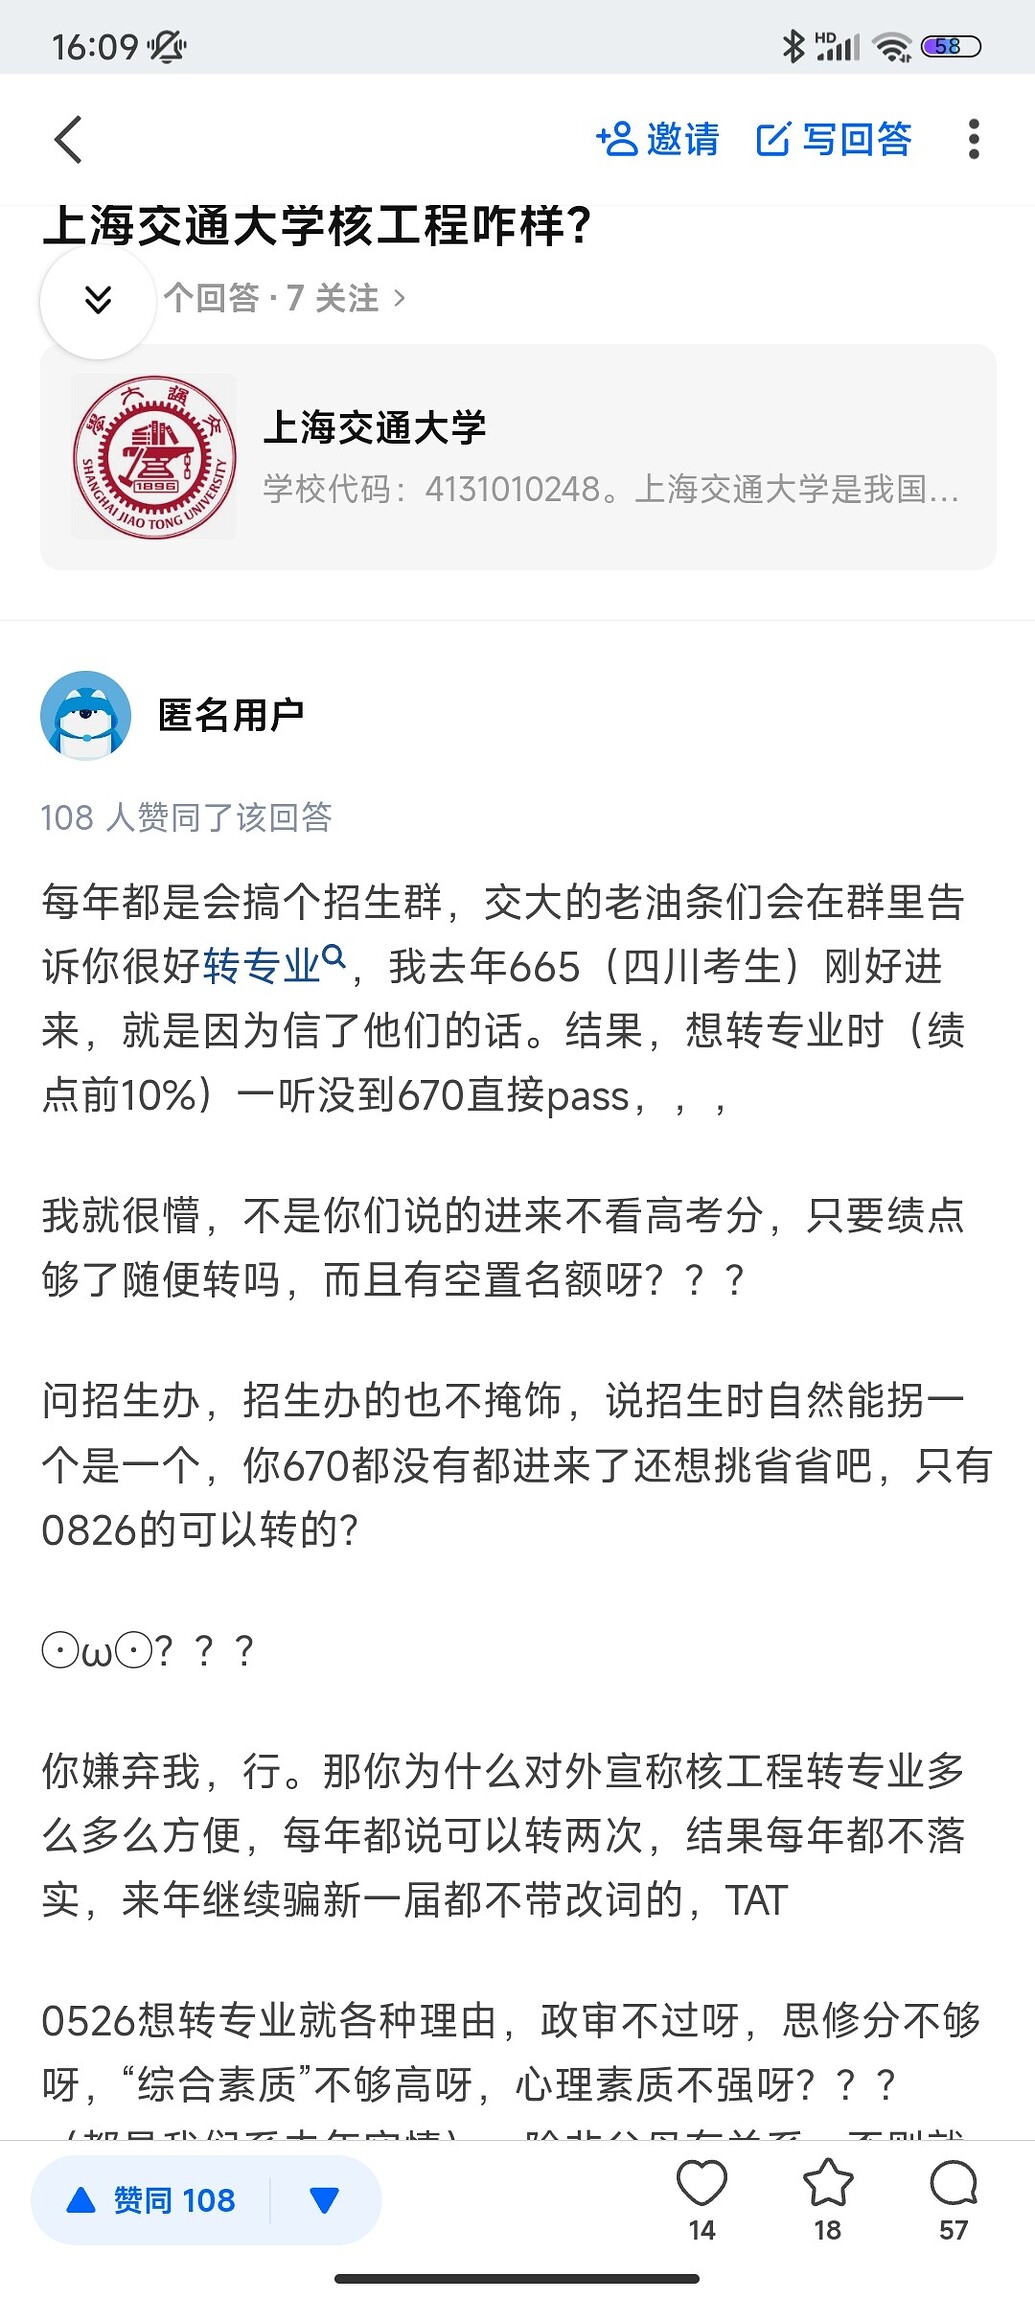 16:09
HD
58
邀请 写回答
上海交通大学核工程咋样？
个回答 · 7 关注 >
上海交通大学
学校代码：4131010248。上海交通大学是我国...
1896
SHANGHAI JIAO TONG UNIVERSITY
匿名用户
108 人赞同了该回答
每年都是会搞个招生群，交大的老油条们会在群里告
诉你很好转专业，我去年665（四川考生）刚好进
来，就是因为信了他们的话。结果，想转专业时（绩
点前10%）一听没到670直接pass，，，
我就很懵，不是你们说的进来不看高考分，只要绩点
够了随便转吗，而且有空置名额呀？？？
问招生办，招生办的也不掩饰，说招生时自然能拐一
个是一个，你670都没有都进来了还想挑省省吧，只有
0826的可以转的？
⊙ω⊙？？？
你嫌弃我，行。那你为什么对外宣称核工程转专业多
么多么方便，每年都说可以转两次，结果每年都不落
实，来年继续骗新一届都不带改词的，TAT
0526想转专业就各种理由，政审不过呀，思修分不够
呀，“综合素质”不够高呀，心理素质不强呀？？？
赞同 108
14
18
57